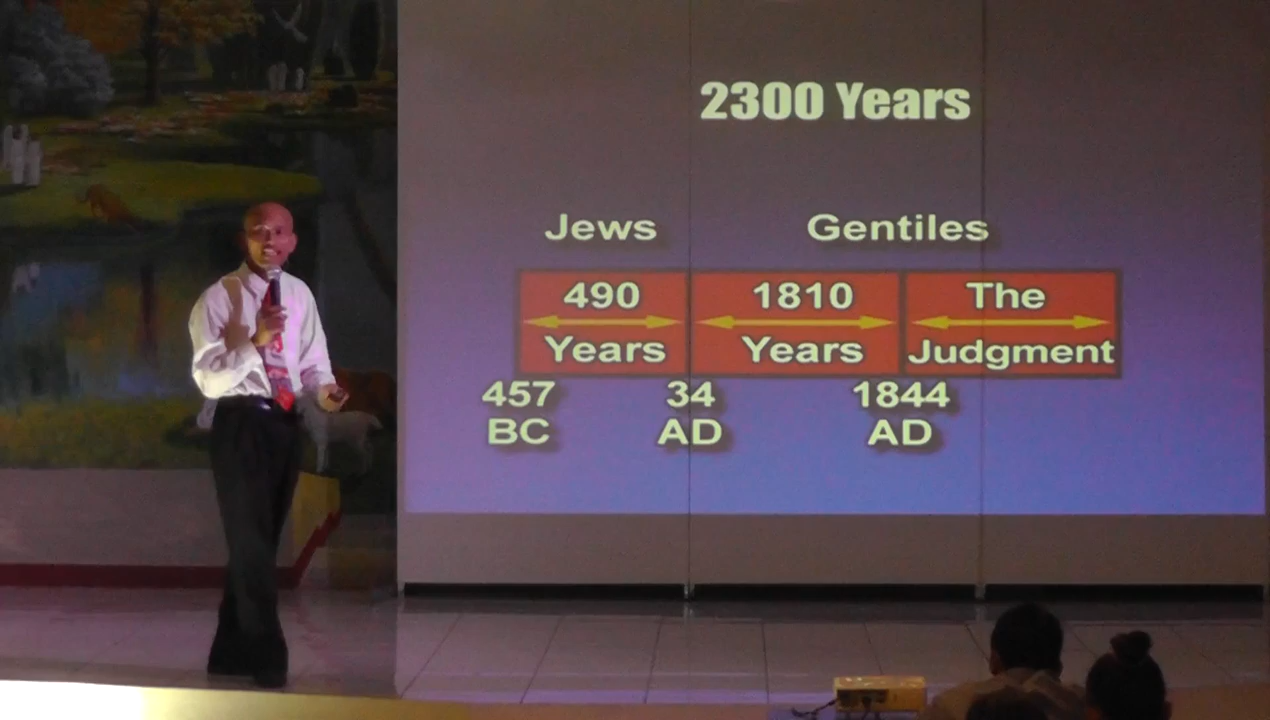 2300 Years
Jews
Gentiles
490
Years
1810
Years
The
Judgment
457
BC
34
AD
1844
AD